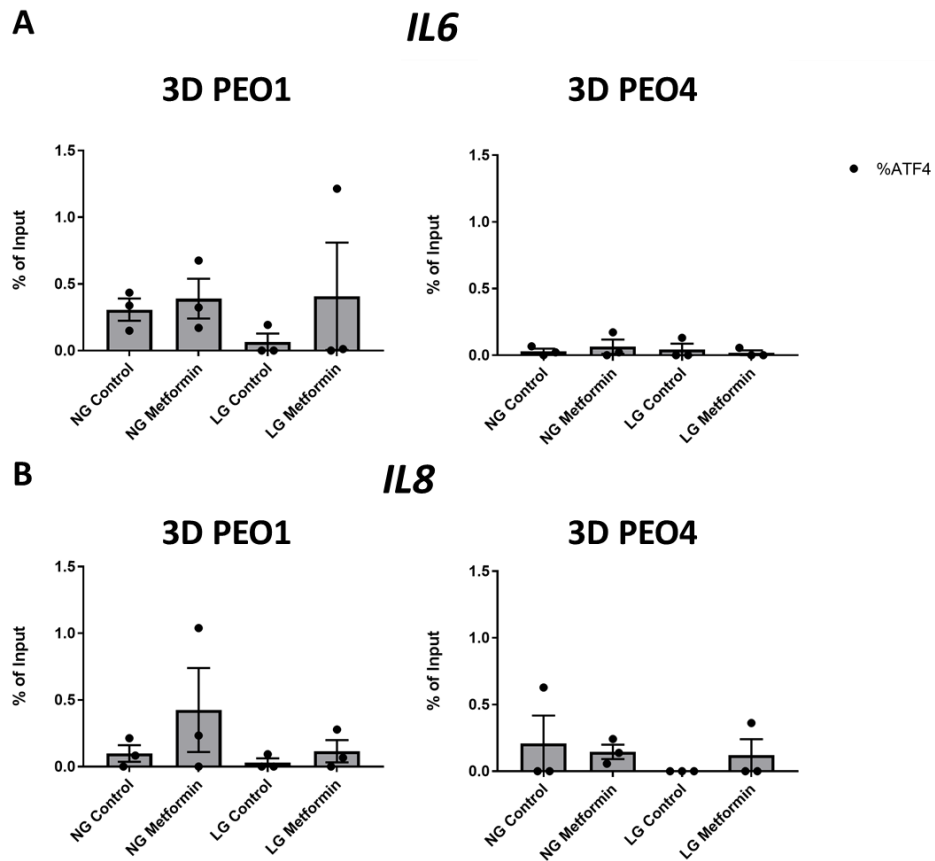 A
IL6
3D PEO1
3D PEO4
% of Input
1.5
1.0
0.5
0.0
NG Control
NG Metformin
LG Control
LG Metformin
% of Input
1.5
1.0
0.5
0.0
NG Control
NG Metformin
LG Control
LG Metformin
%ATF4
B
IL8
3D PEO1
3D PEO4
% of Input
1.5
1.0
0.5
0.0
NG Control
NG Metformin
LG Control
LG Metformin
% of Input
1.5
1.0
0.5
0.0
NG Control
NG Metformin
LG Control
LG Metformin